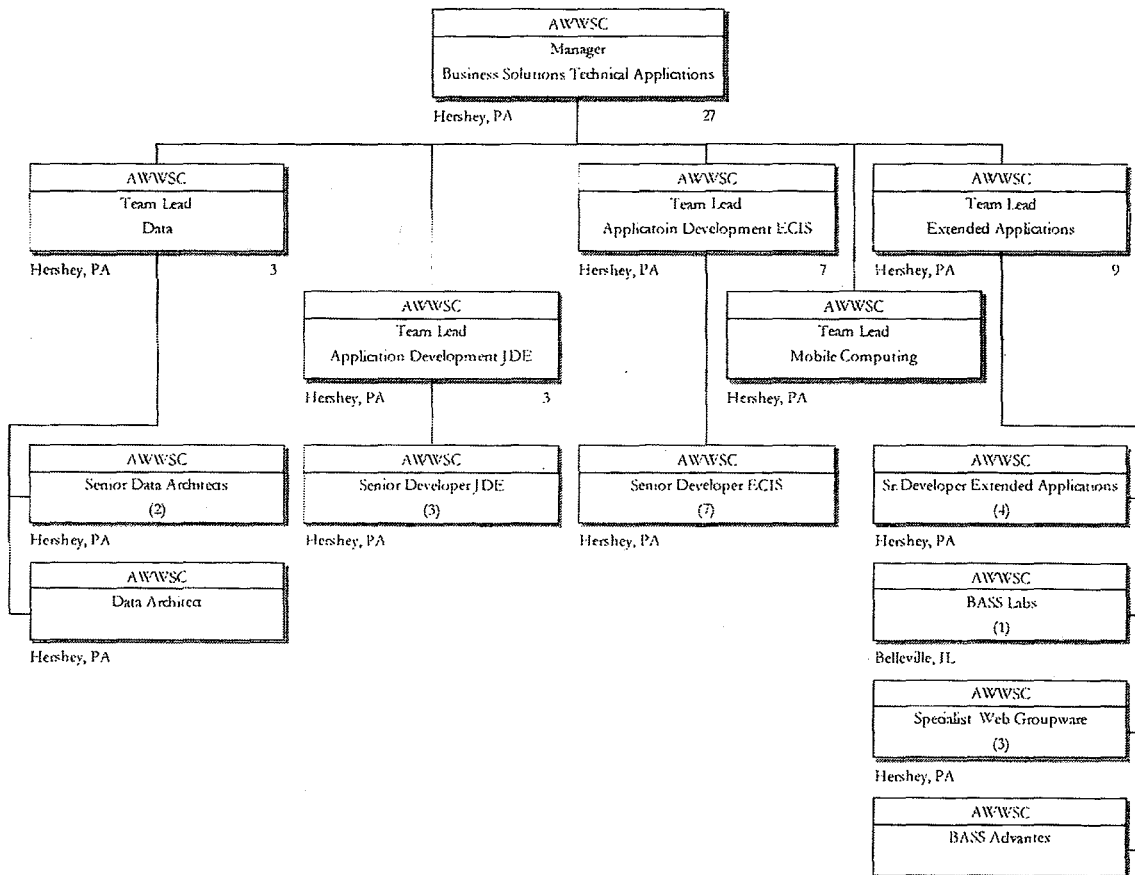 AWWSC
Manager
Business Solutions Technical Applications
Hershey, PA 27
AWWSC
Team Lead
Data
Hershey, PA 3
AWWSC
Team Lead
Applicatoin Development ECIS
Hershey, PA 7
AWWSC
Team Lead
Extended Applications
Hershey, PA 9
AWWSC
Team Lead
Application Development JDE
Hershey, PA 3
AWWSC
Team Lead
Mobile Computing
Hershey, PA
AWWSC
Senior Data Architects
(2)
Hershey, PA
AWWSC
Senior Developer JDE
(3)
Hershey, PA
AWWSC
Senior Developer ECIS
(7)
Hershey, PA
AWWSC
Sr. Developer Extended Applications
(4)
Hershey, PA
AWWSC
Data Architect
Hershey, PA
AWWSC
BASS Labs
(1)
Belleville, IL
AWWSC
Specialist Web Groupware
(3)
Hershey, PA
AWWSC
BASS Advantex